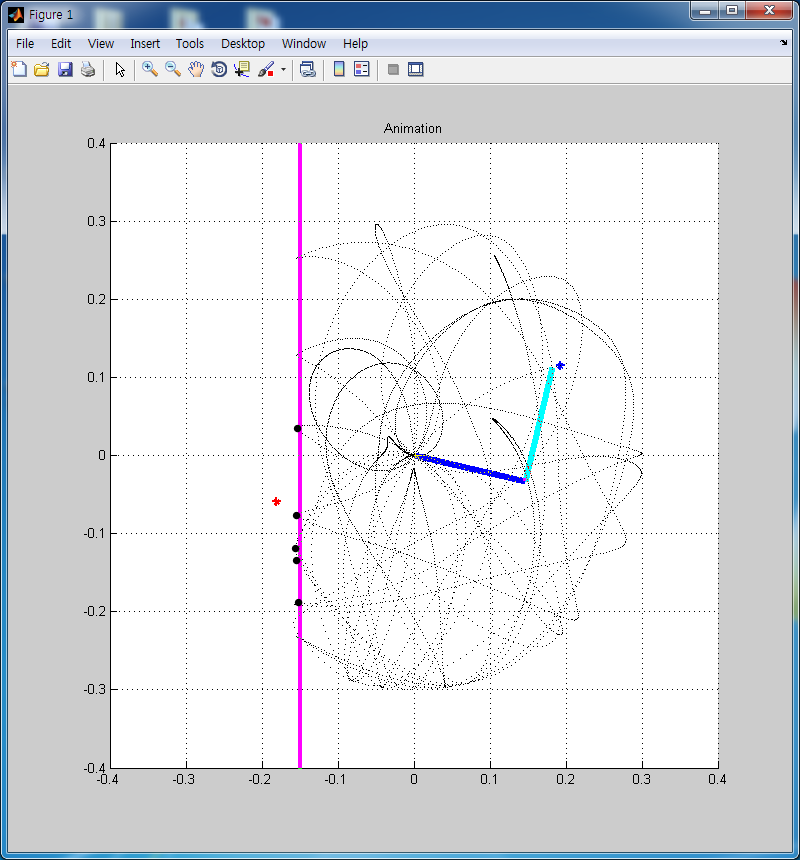 Figure 1
File Edit View Insert Tools Desktop Window Help
Animation
0.4
0.3
0.2
0.1
0
-0.1
-0.2
-0.3
-0.4
-0.4 -0.3 -0.2 -0.1 0 0.1 0.2 0.3 0.4